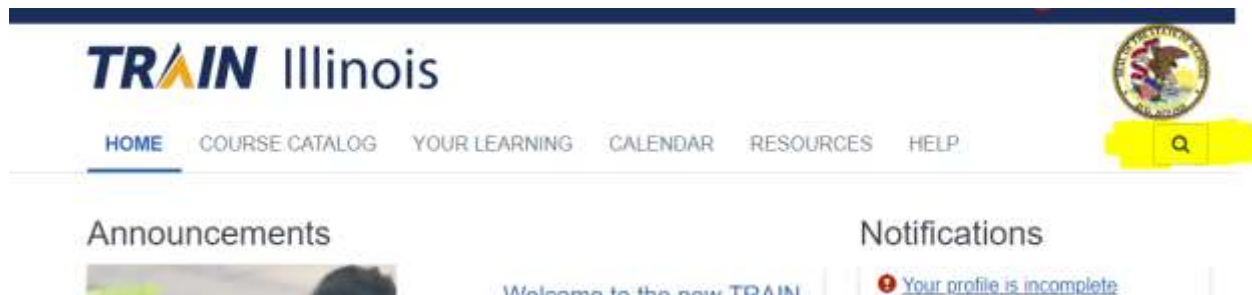 TRAIN Illinois
HOME COURSE CATALOG YOUR LEARNING CALENDAR RESOURCES HELP
Announcements
Notifications
Welcome to the new TRAIN
Your profile is incomplete